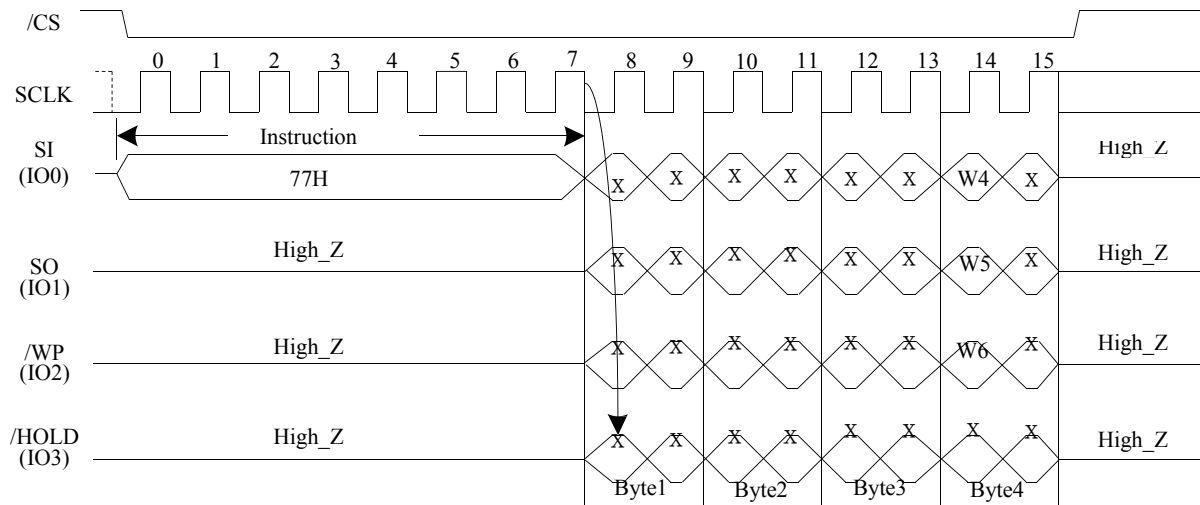 /CS
0 1 2 3 4 5 6 7 8 9 10 11 12 13 14 15
SCLK
Instruction
SI
(IO0)
77H
X X X X X X W4 X
High_Z
SO
(IO1)
High_Z
X X X X X X W5 X
High_Z
/WP
(IO2)
High_Z
X X X X X X W6 X
High_Z
/HOLD
(IO3)
High_Z
X X X X X X X X
High_Z
Byte1 Byte2 Byte3 Byte4